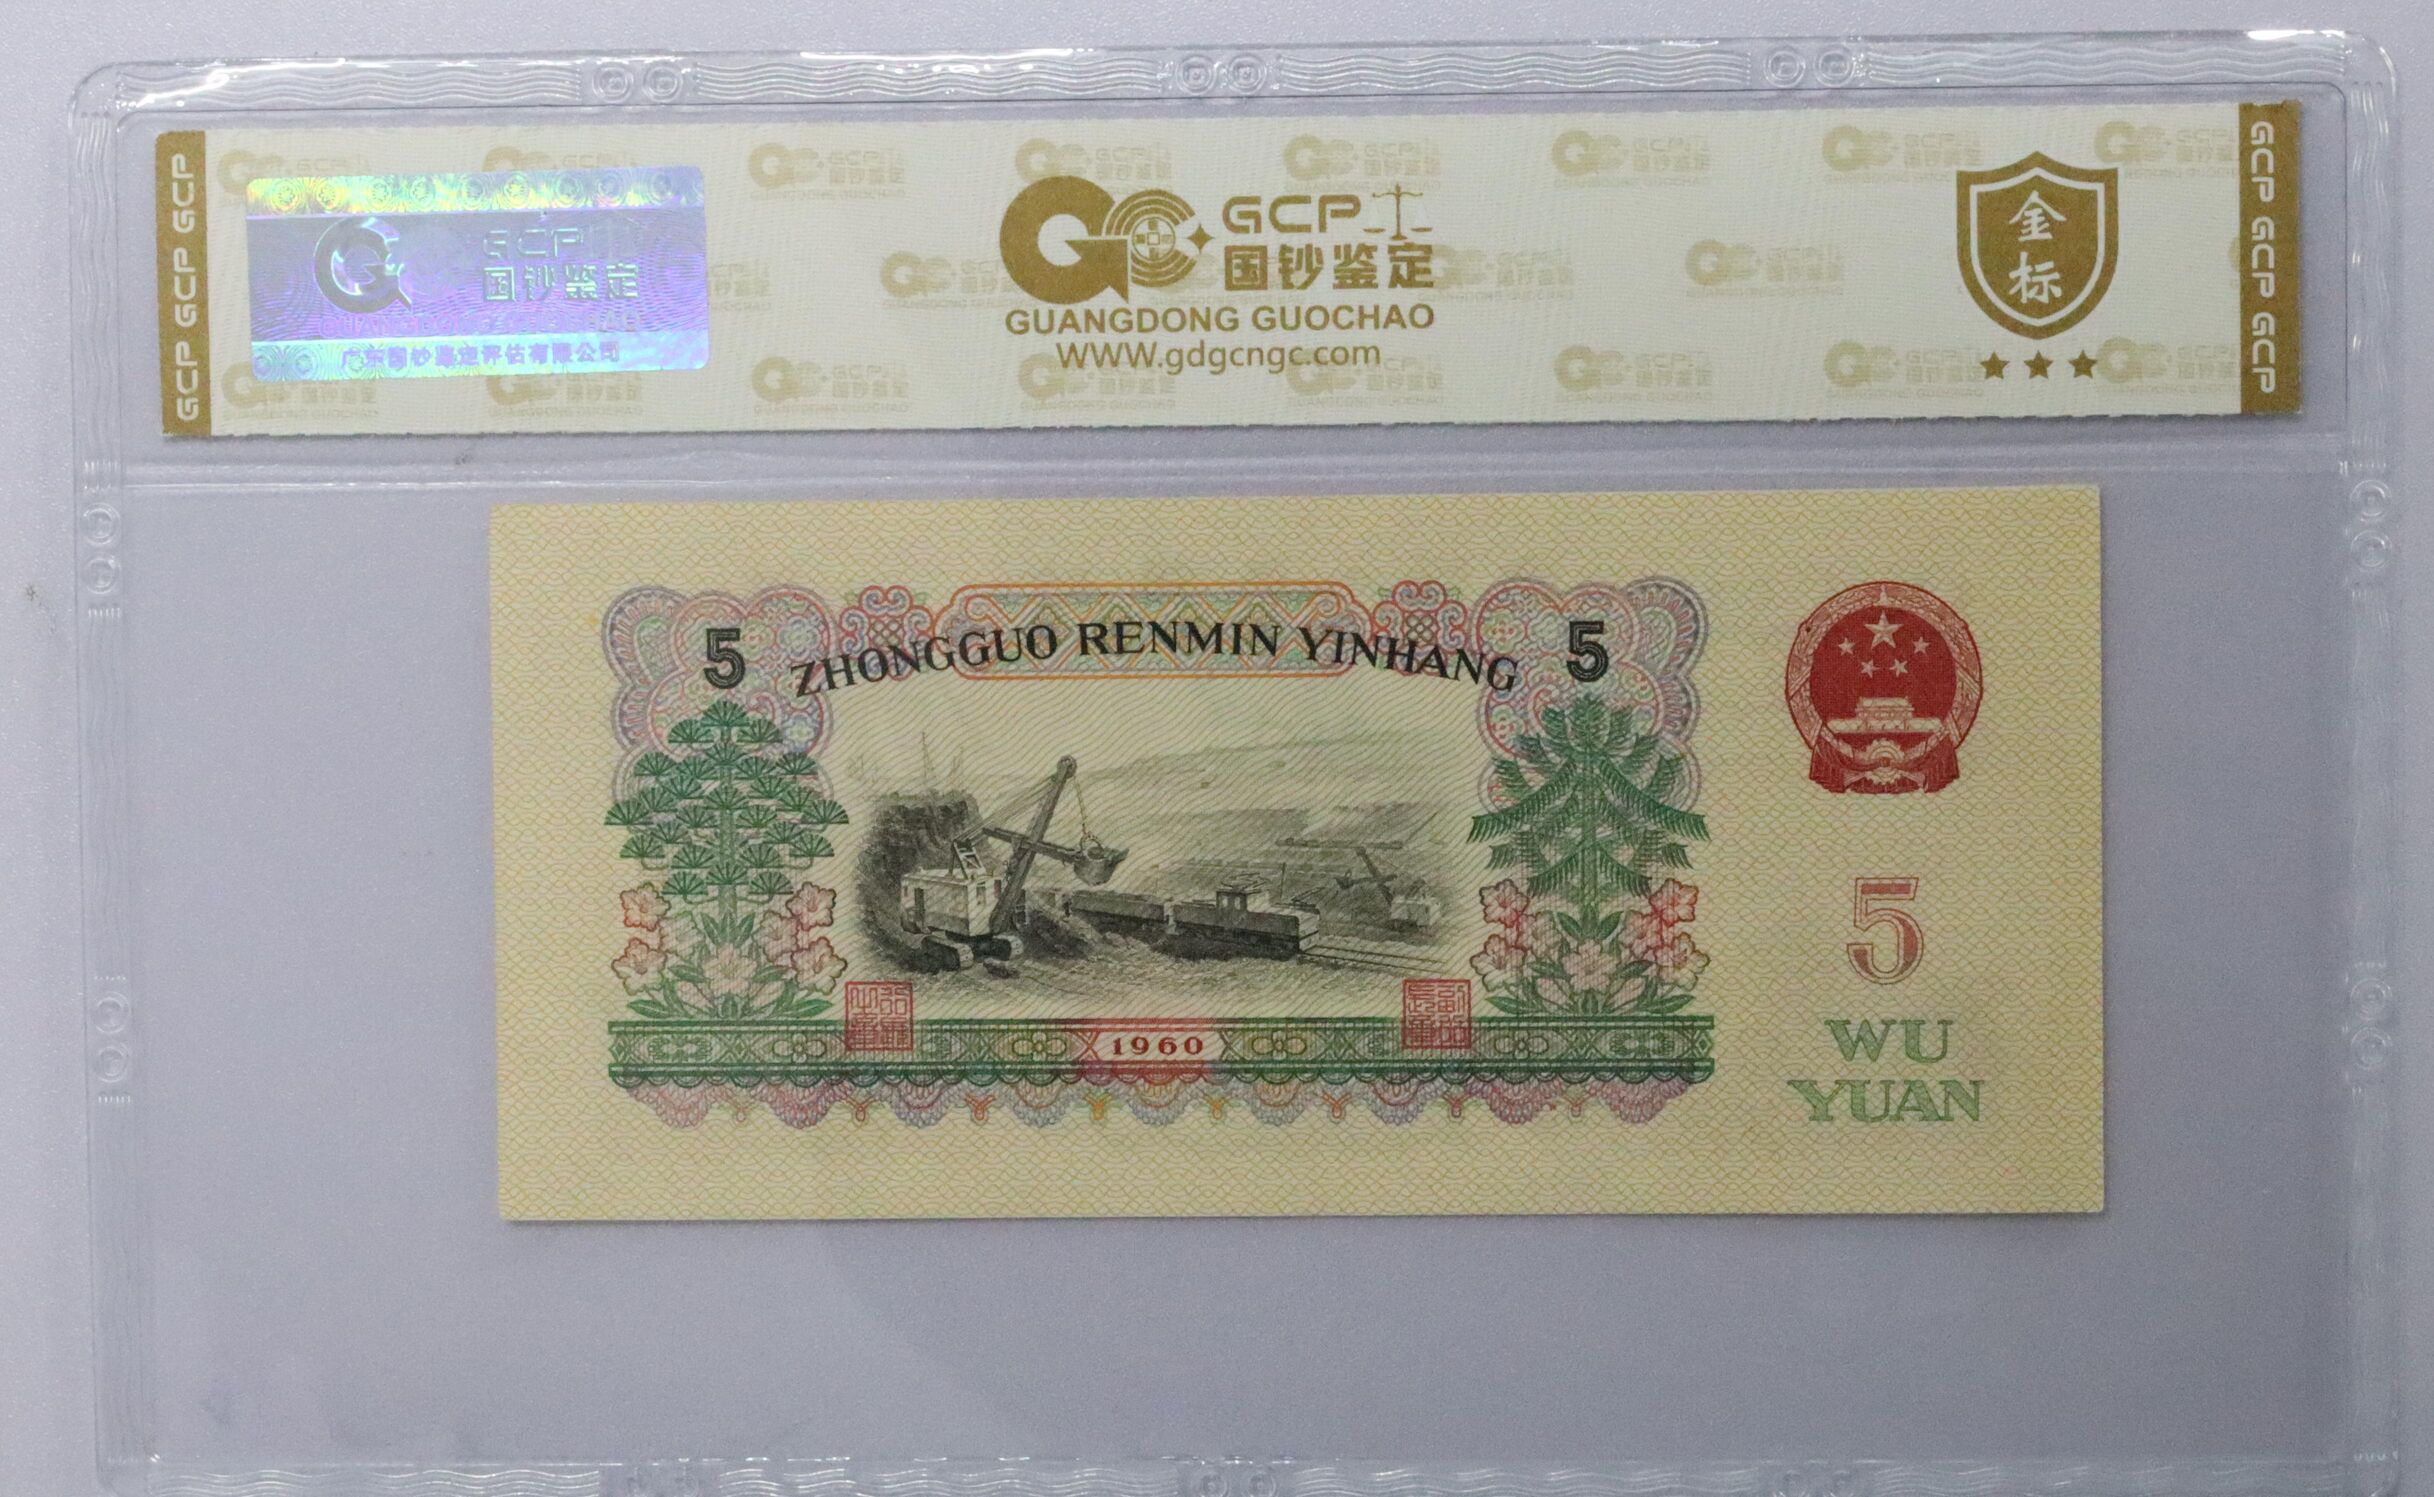 GCP GCP GCP
GCP
国钞鉴定
GUANGDONG GUOCHAO
广东国钞鉴定评估有限公司
GCP
国钞鉴定
GUANGDONG GUOCHAO
WWW.gdgcngc.com
金
标
GCP GCP GCP
5
ZHONGGUO RENMIN YINHANG
5
1960
5
WU
YUAN